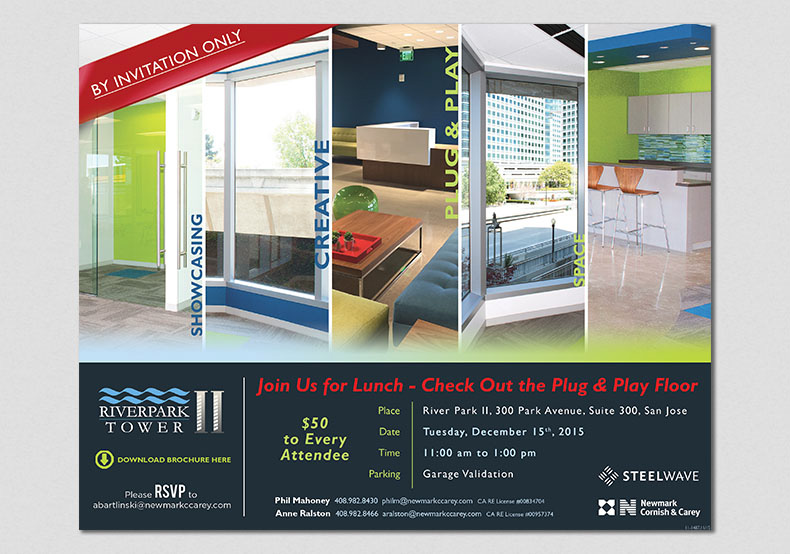 BY INVITATION ONLY
SHOWCASING
CREATIVE
PLUG & PLAY
SPACE
RIVERPARK II
TOWER
DOWNLOAD BROCHURE HERE
Please RSVP to
abartlinski@newmarkccarey.com
Join Us for Lunch - Check Out the Plug & Play Floor
$50
to Every
Attendee
Place River Park II, 300 Park Avenue, Suite 300, San Jose
Date Tuesday, December 15th, 2015
Time 11:00 am to 1:00 pm
Parking Garage Validation
Phil Mahoney 408.982.8430 philm@newmarkccarey.com CA RE License #00834704
Anne Ralston 408.982.8466 aralston@newmarkccarey.com CA RE License #00957374
STEELWAVE
N Newmark
Cornish & Carey